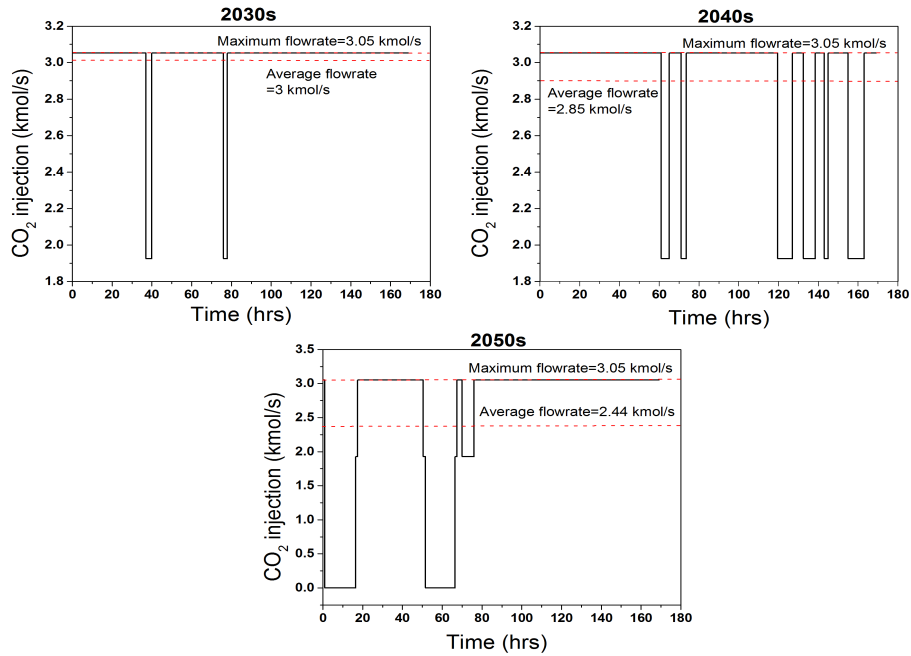 2030s
Maximum flowrate=3.05 kmol/s
Average flowrate
=3 kmol/s
CO2 injection (kmol/s)
3.2
3.0
2.8
2.6
2.4
2.2
2.0
1.8
0 20 40 60 80 100 120 140 160 180
Time (hrs)
2040s
Maximum flowrate=3.05 kmol/s
Average flowrate
=2.85 kmol/s
CO2 injection (kmol/s)
3.2
3.0
2.8
2.6
2.4
2.2
2.0
1.8
0 20 40 60 80 100 120 140 160 180
Time (hrs)
2050s
Maximum flowrate=3.05 kmol/s
Average flowrate=2.44 kmol/s
CO2 injection (kmol/s)
3.5
3.0
2.5
2.0
1.5
1.0
0.5
0.0
0 20 40 60 80 100 120 140 160 180
Time (hrs)